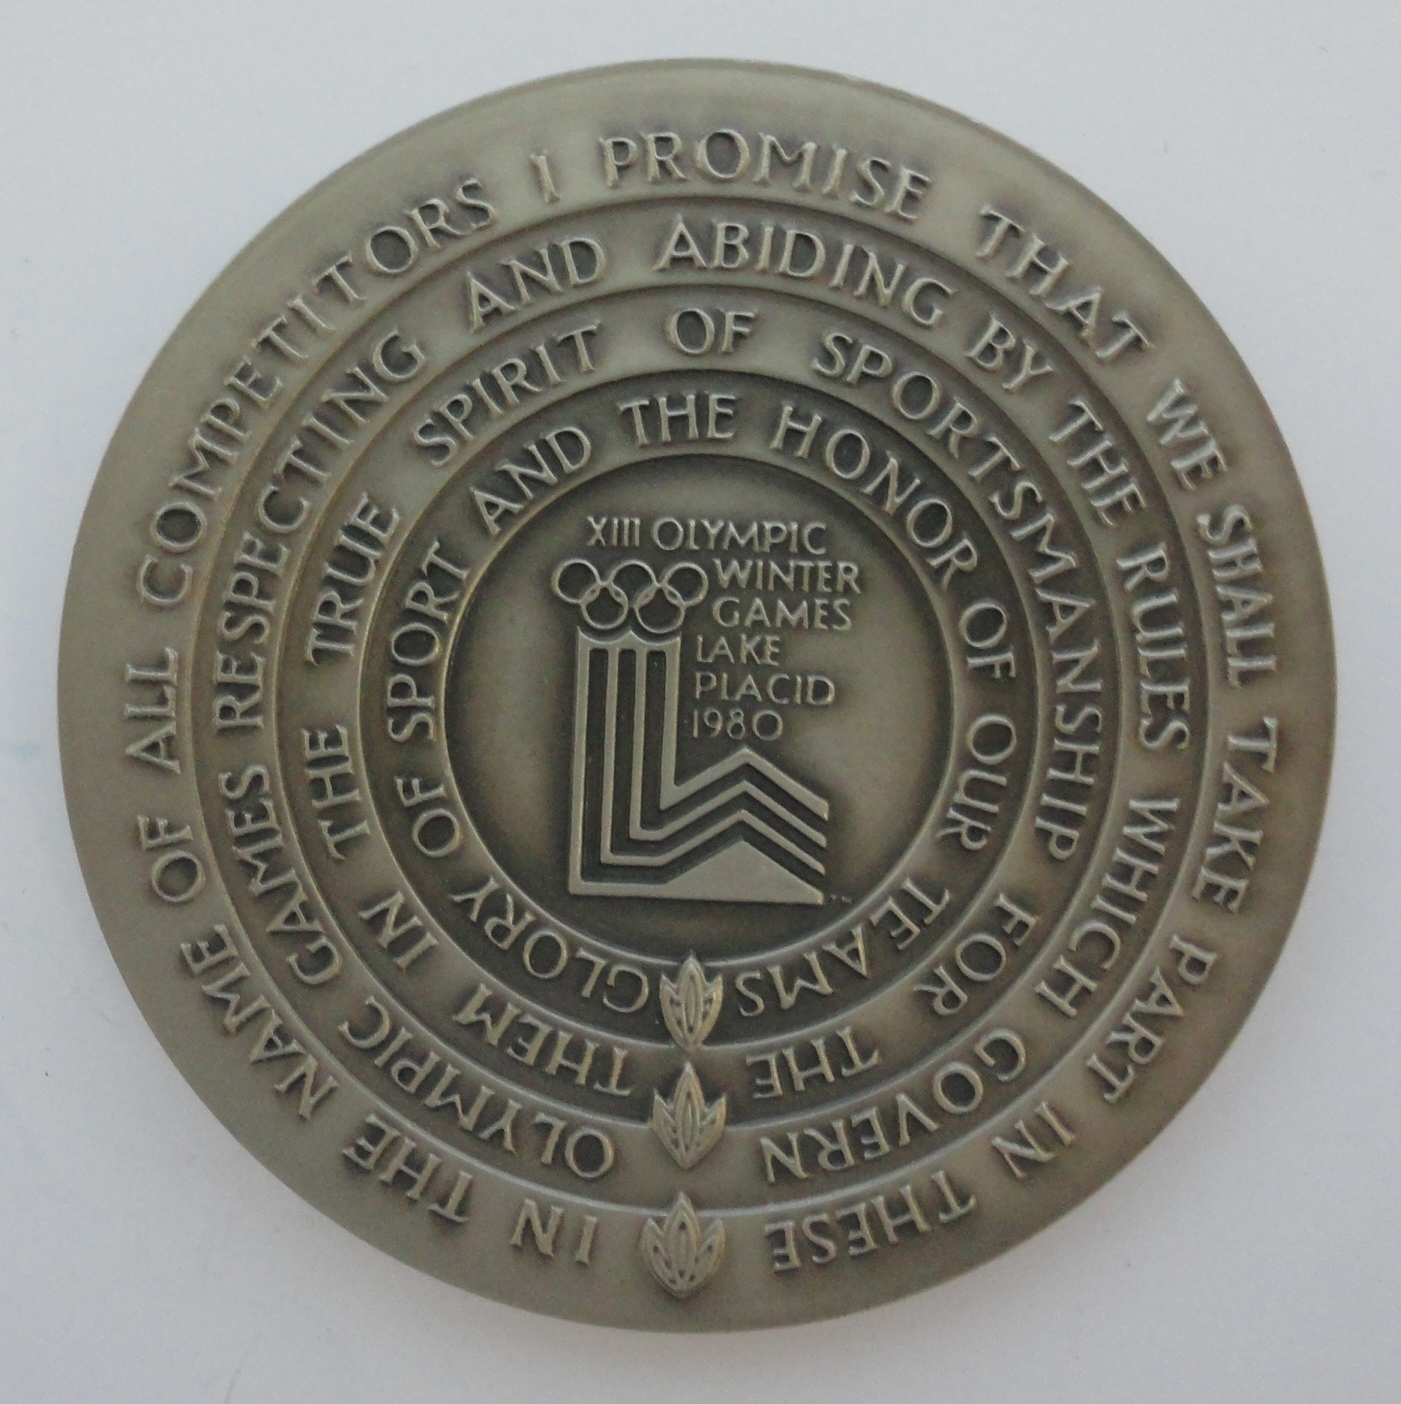 IN THE NAME OF ALL COMPETITORS I PROMISE THAT WE SHALL TAKE PART IN THESE
OLYMPIC GAMES RESPECTING AND ABIDING BY THE RULES WHICH GOVERN
THEM IN THE TRUE SPIRIT OF SPORTSMANSHIP FOR THE
GLORY OF SPORT AND THE HONOR OF OUR TEAMS
XIII OLYMPIC
WINTER
GAMES
LAKE
PLACID
1980
TM